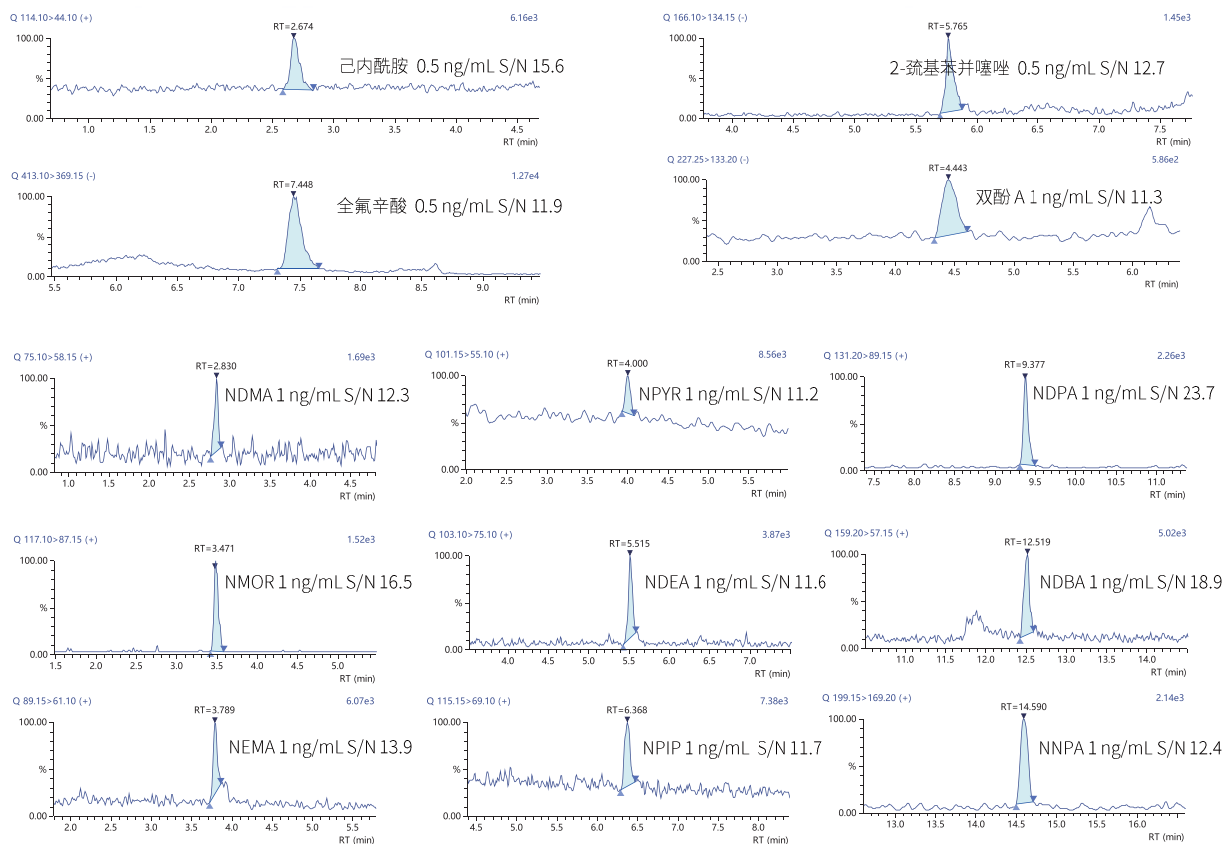 Q 114.10>44.10 (+) 6.16e3
RT=2.674
100.00
己内酰胺 0.5 ng/mL S/N 15.6
%
0.00
1.0 1.5 2.0 2.5 3.0 3.5 4.0 4.5
RT (min)
Q 166.10>134.15 (-) 1.45e3
RT=5.765
100.00
2-巯基苯并噻唑 0.5 ng/mL S/N 12.7
%
0.00
4.0 4.5 5.0 5.5 6.0 6.5 7.0 7.5
RT (min)
Q 413.10>369.15 (-) 1.27e4
RT=7.448
100.00
全氟辛酸 0.5 ng/mL S/N 11.9
%
0.00
5.5 6.0 6.5 7.0 7.5 8.0 8.5 9.0
RT (min)
Q 227.25>133.20 (-) 5.86e2
RT=4.443
100.00
双酚 A 1 ng/mL S/N 11.3
%
0.00
2.5 3.0 3.5 4.0 4.5 5.0 5.5 6.0
RT (min)
Q 75.10>58.15 (+) 1.69e3
RT=2.830
100.00
NDMA 1 ng/mL S/N 12.3
%
0.00
1.0 1.5 2.0 2.5 3.0 3.5 4.0 4.5
RT (min)
Q 101.15>55.10 (+) 8.56e3
RT=4.000
100.00
NPYR 1 ng/mL S/N 11.2
%
0.00
2.0 2.5 3.0 3.5 4.0 4.5 5.0 5.5
RT (min)
Q 131.20>89.15 (+) 2.26e3
RT=9.377
100.00
NDPA 1 ng/mL S/N 23.7
%
0.00
7.5 8.0 8.5 9.0 9.5 10.0 10.5 11.0
RT (min)
Q 117.10>87.15 (+) 1.52e3
RT=3.471
100.00
NMOR 1 ng/mL S/N 16.5
%
0.00
1.5 2.0 2.5 3.0 3.5 4.0 4.5 5.0
RT (min)
Q 103.10>75.10 (+) 3.87e3
RT=5.515
100.00
NDEA 1 ng/mL S/N 11.6
%
0.00
4.0 4.5 5.0 5.5 6.0 6.5 7.0
RT (min)
Q 159.20>57.15 (+) 5.02e3
RT=12.519
100.00
NDBA 1 ng/mL S/N 18.9
%
0.00
11.0 11.5 12.0 12.5 13.0 13.5 14.0
RT (min)
Q 89.15>61.10 (+) 6.07e3
RT=3.789
100.00
NEMA 1 ng/mL S/N 13.9
%
0.00
2.0 2.5 3.0 3.5 4.0 4.5 5.0 5.5
RT (min)
Q 115.15>69.10 (+) 7.38e3
RT=6.368
100.00
NPIP 1 ng/mL S/N 11.7
%
0.00
4.5 5.0 5.5 6.0 6.5 7.0 7.5 8.0
RT (min)
Q 199.15>169.20 (+) 2.14e3
RT=14.590
100.00
NNPA 1 ng/mL S/N 12.4
%
0.00
13.0 13.5 14.0 14.5 15.0 15.5 16.0
RT (min)